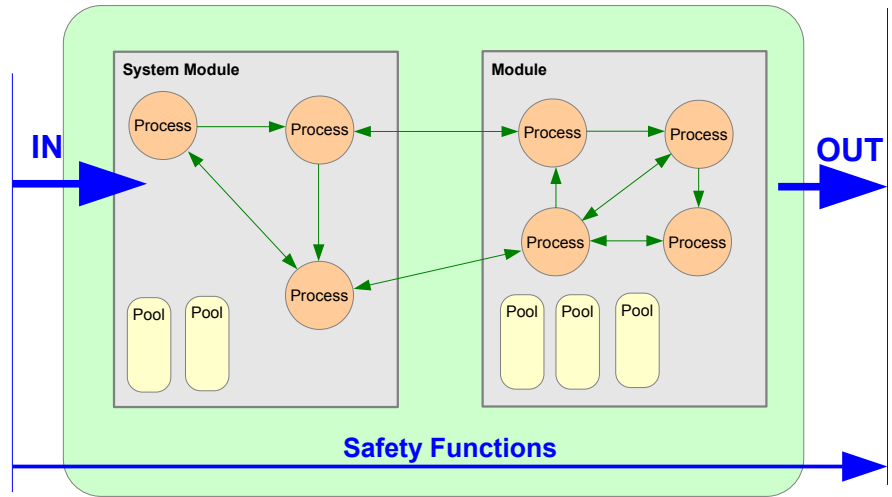 System Module
Module
Process
Process
Process
Process
IN
OUT
Process
Process
Process
Pool
Pool
Pool
Pool
Pool
Safety Functions